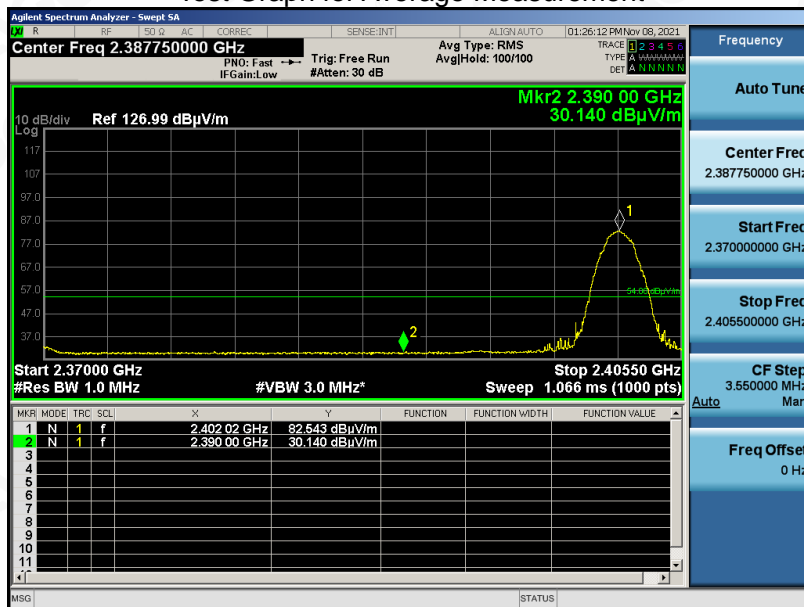 Test Graph for Average Measurement
Agilent Spectrum Analyzer - Swept SA
LXI R RF 50 Ω AC CORREC SENSE:INT ALIGN AUTO 01:26:12 PM Nov 08, 2021
Center Freq 2.387750000 GHz Avg Type: RMS TRACE 1 2 3 4 5 6
PNO: Fast Trig: Free Run Avg|Hold: 100/100 TYPE A WWWWW
IFGain:Low #Atten: 30 dB DET A N N N N N
Mkr2 2.390 00 GHz
10 dB/div Ref 126.99 dBµV/m 30.140 dBµV/m
Log
117
107
97.0
87.0
1
77.0
67.0
57.0
54.00 dBµV/m
47.0
37.0
2
Start 2.37000 GHz Stop 2.40550 GHz
#Res BW 1.0 MHz #VBW 3.0 MHz* Sweep 1.066 ms (1000 pts)
MKR MODE TRC SCL X Y FUNCTION FUNCTION WIDTH FUNCTION VALUE
1 N 1 f 2.402 02 GHz 82.543 dBµV/m
2 N 1 f 2.390 00 GHz 30.140 dBµV/m
3
4
5
6
7
8
9
10
11
MSG STATUS
Frequency
Auto Tune
Center Freq
2.387750000 GHz
Start Freq
2.370000000 GHz
Stop Freq
2.405500000 GHz
CF Step
3.550000 MHz
Auto Man
Freq Offset
0 Hz